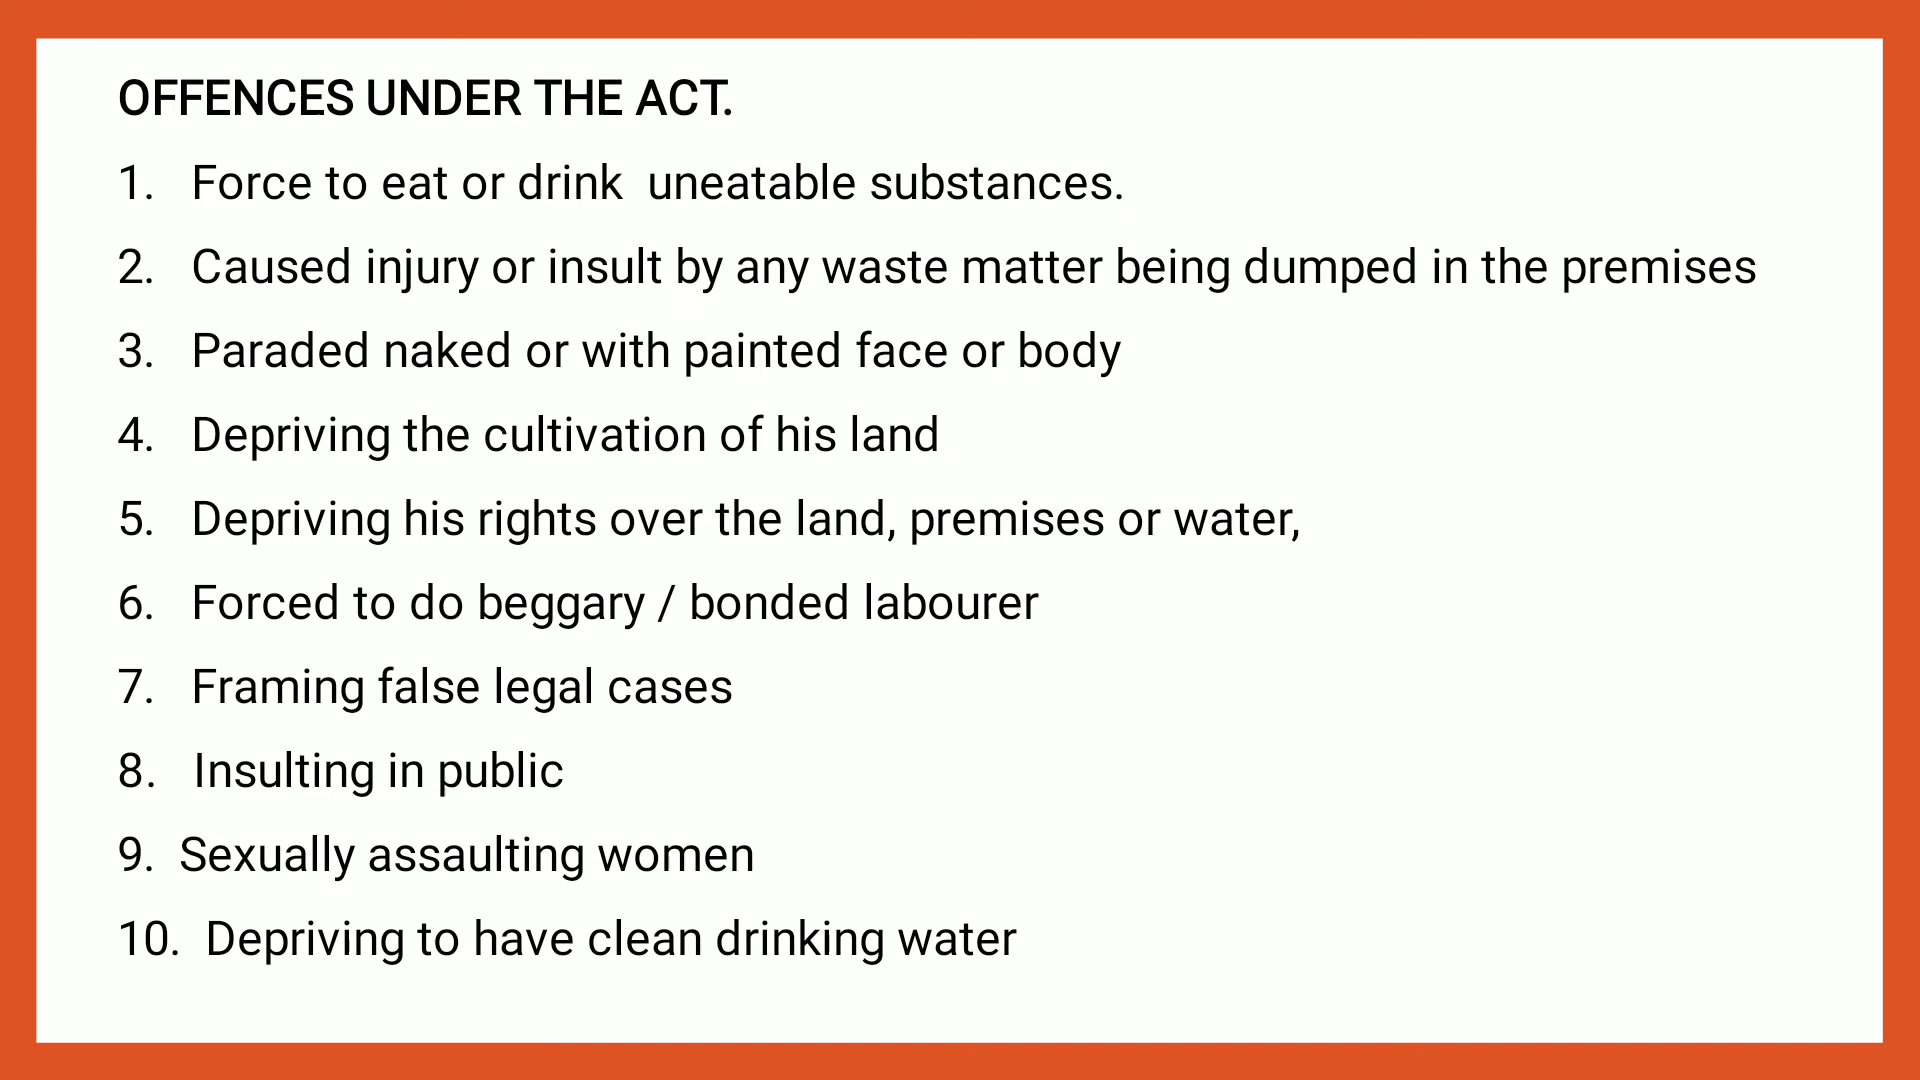 OFFENCES UNDER THE ACT.
1. Force to eat or drink  uneatable substances.
2. Caused injury or insult by any waste matter being dumped in the premises
3. Paraded naked or with painted face or body
4. Depriving the cultivation of his land
5. Depriving his rights over the land, premises or water,
6. Forced to do beggary / bonded labourer
7. Framing false legal cases
8. Insulting in public
9. Sexually assaulting women
10. Depriving to have clean drinking water